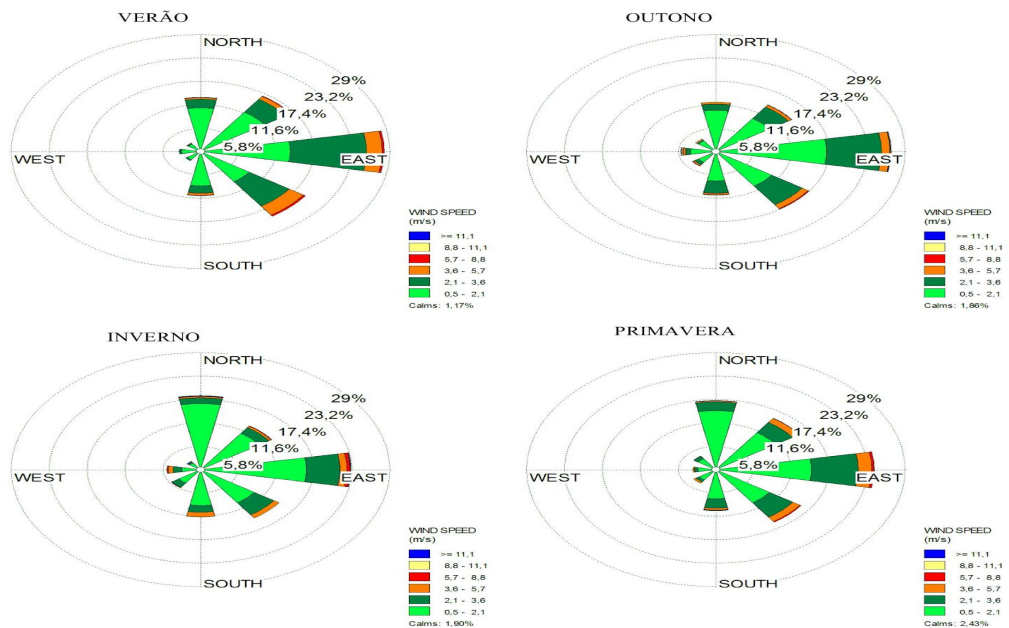 VERÃO
NORTH
29%
23,2%
17,4%
11,6%
5,8%
WEST
EAST
SOUTH
WIND SPEED
(m/s)
>= 11,1
8,8 - 11,1
5,7 - 8,8
3,6 - 5,7
2,1 - 3,6
0,5 - 2,1
Calms: 1,17%
OUTONO
NORTH
29%
23,2%
17,4%
11,6%
5,8%
WEST
EAST
SOUTH
WIND SPEED
(m/s)
>= 11,1
8,8 - 11,1
5,7 - 8,8
3,6 - 5,7
2,1 - 3,6
0,5 - 2,1
Calms: 1,86%
INVERNO
NORTH
29%
23,2%
17,4%
11,6%
5,8%
WEST
EAST
SOUTH
WIND SPEED
(m/s)
>= 11,1
8,8 - 11,1
5,7 - 8,8
3,6 - 5,7
2,1 - 3,6
0,5 - 2,1
Calms: 1,90%
PRIMAVERA
NORTH
29%
23,2%
17,4%
11,6%
5,8%
WEST
EAST
SOUTH
WIND SPEED
(m/s)
>= 11,1
8,8 - 11,1
5,7 - 8,8
3,6 - 5,7
2,1 - 3,6
0,5 - 2,1
Calms: 2,43%